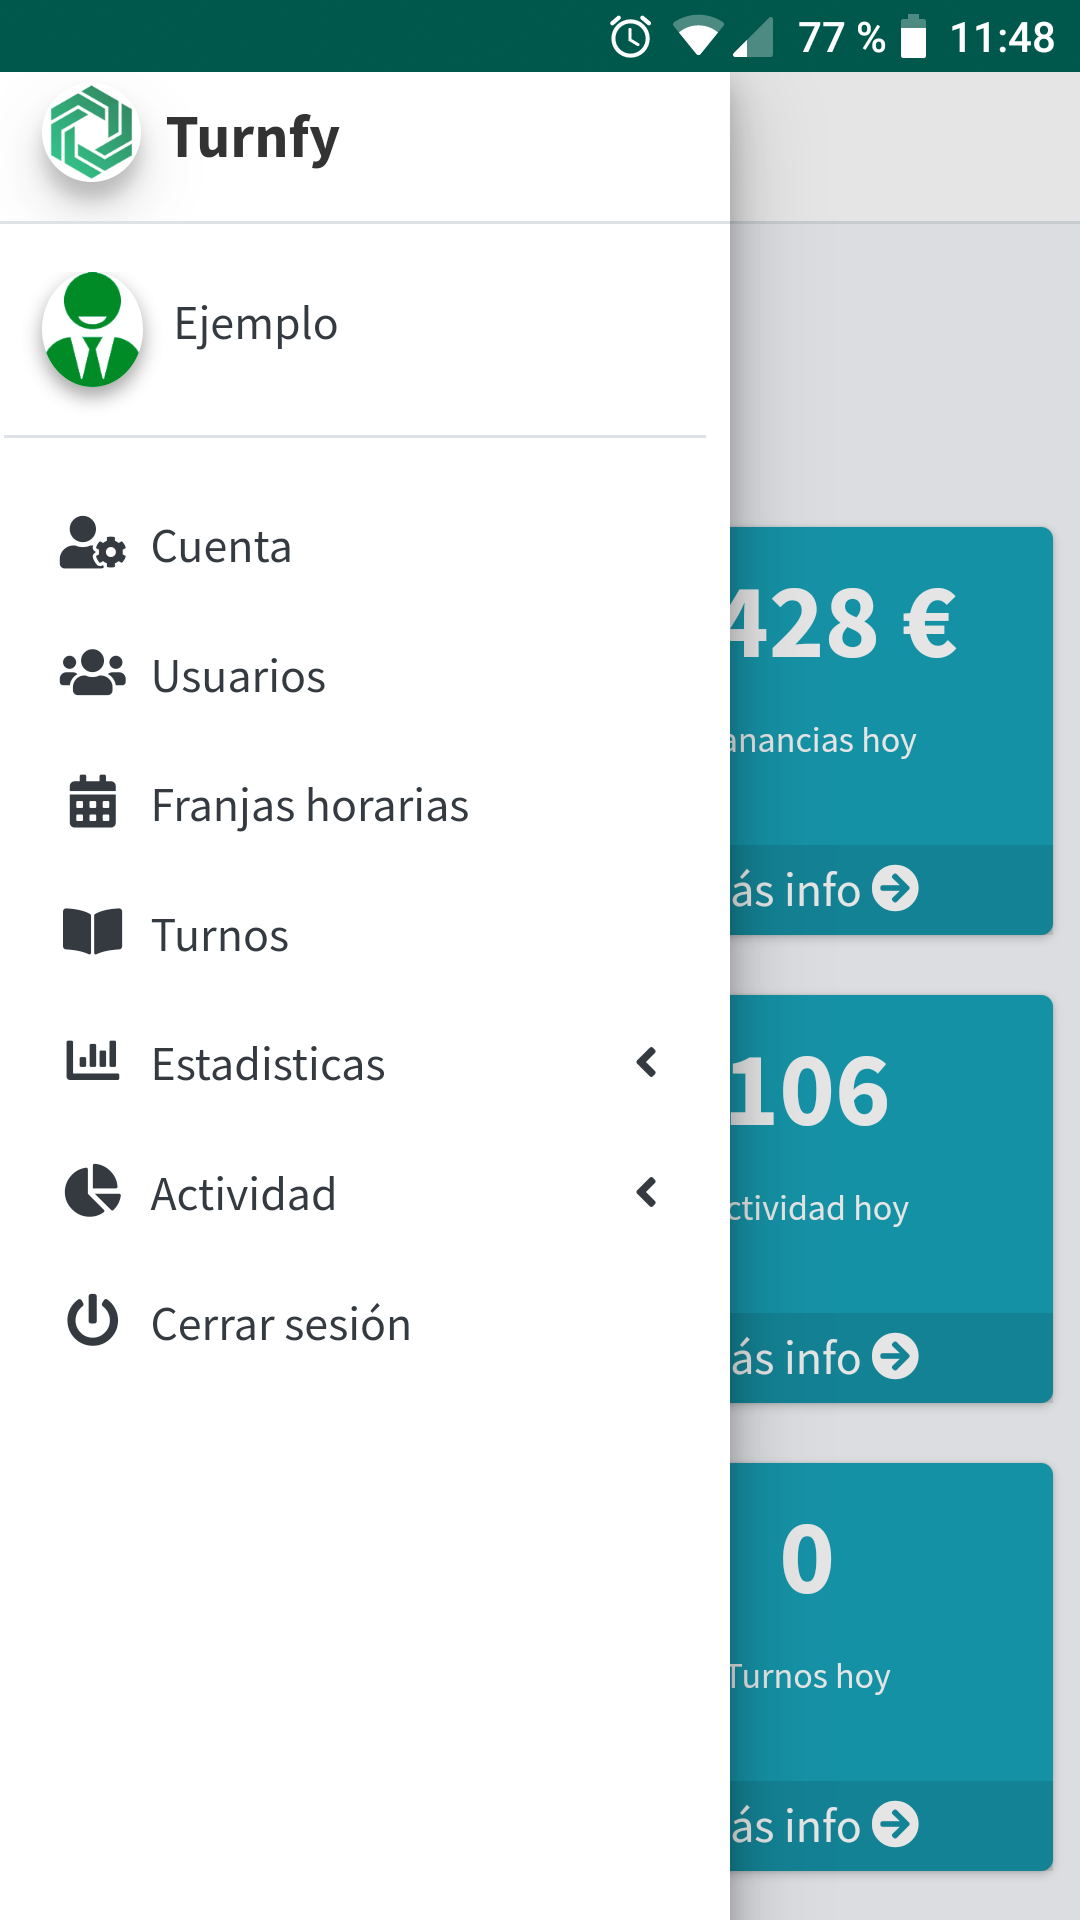 77 % 11:48
Turnfy
Ejemplo
Cuenta
Usuarios
Franjas horarias
Turnos
Estadisticas
Actividad
Cerrar sesión
428 €
anancias hoy
ás info
106
ctividad hoy
ás info
0
Turnos hoy
ás info